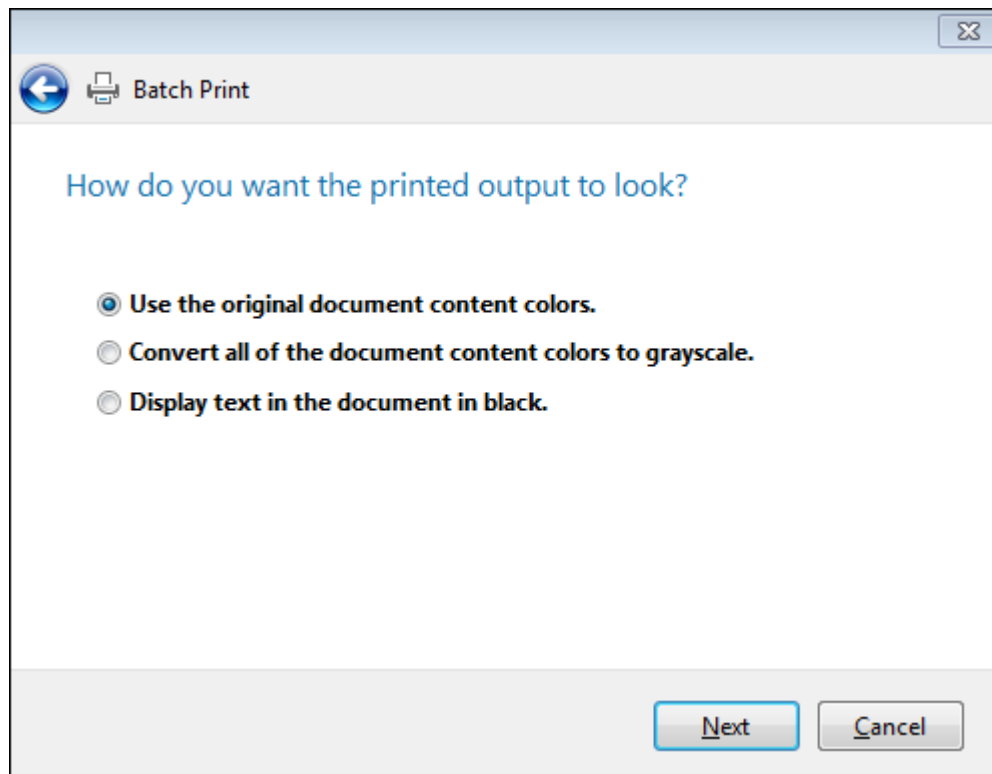 Batch Print
How do you want the printed output to look?
Use the original document content colors.
Convert all of the document content colors to grayscale.
Display text in the document in black.
Next Cancel